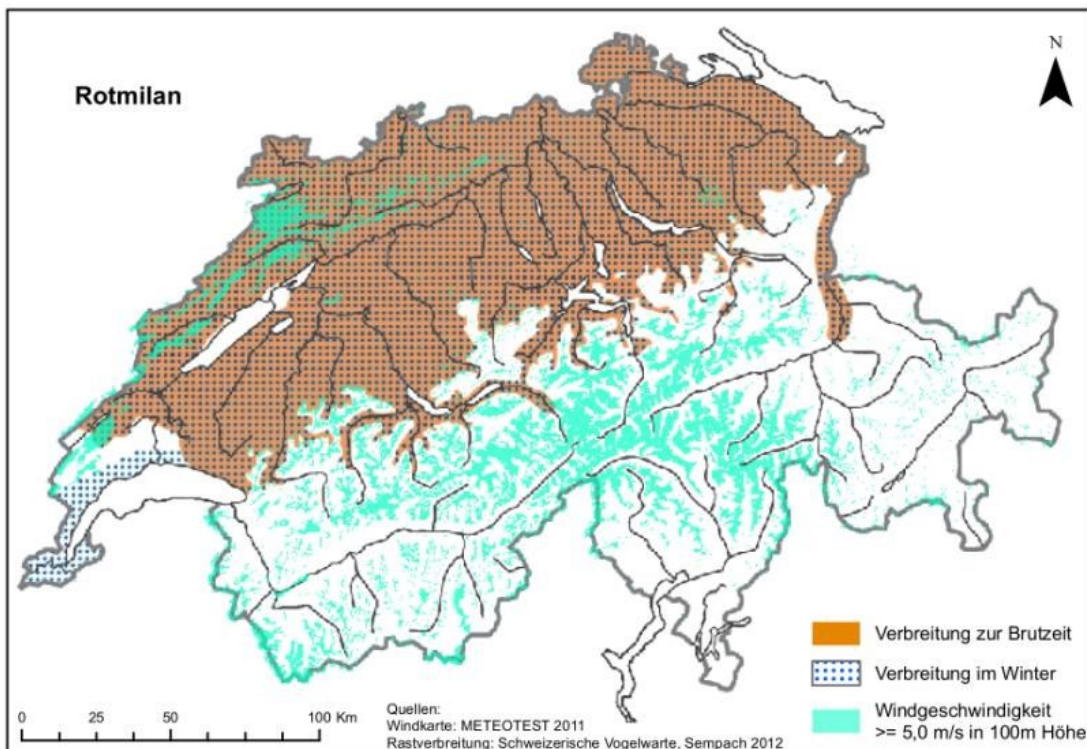 N
Rotmilan
Verbreitung zur Brutzeit
Verbreitung im Winter
Windgeschwindigkeit
>= 5,0 m/s in 100m Höhe
0 25 50 100 Km
Quellen:
Windkarte: METEOTEST 2011
Rastverbreitung: Schweizerische Vogelwarte, Sempach 2012